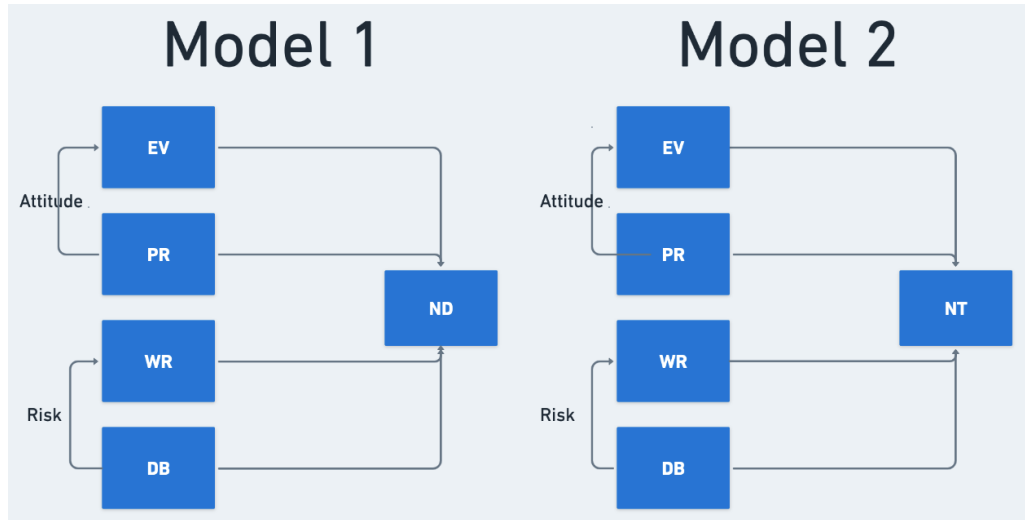 Model 1
EV
Attitude
PR
ND
WR
Risk
DB
Model 2
EV
Attitude
PR
NT
WR
Risk
DB